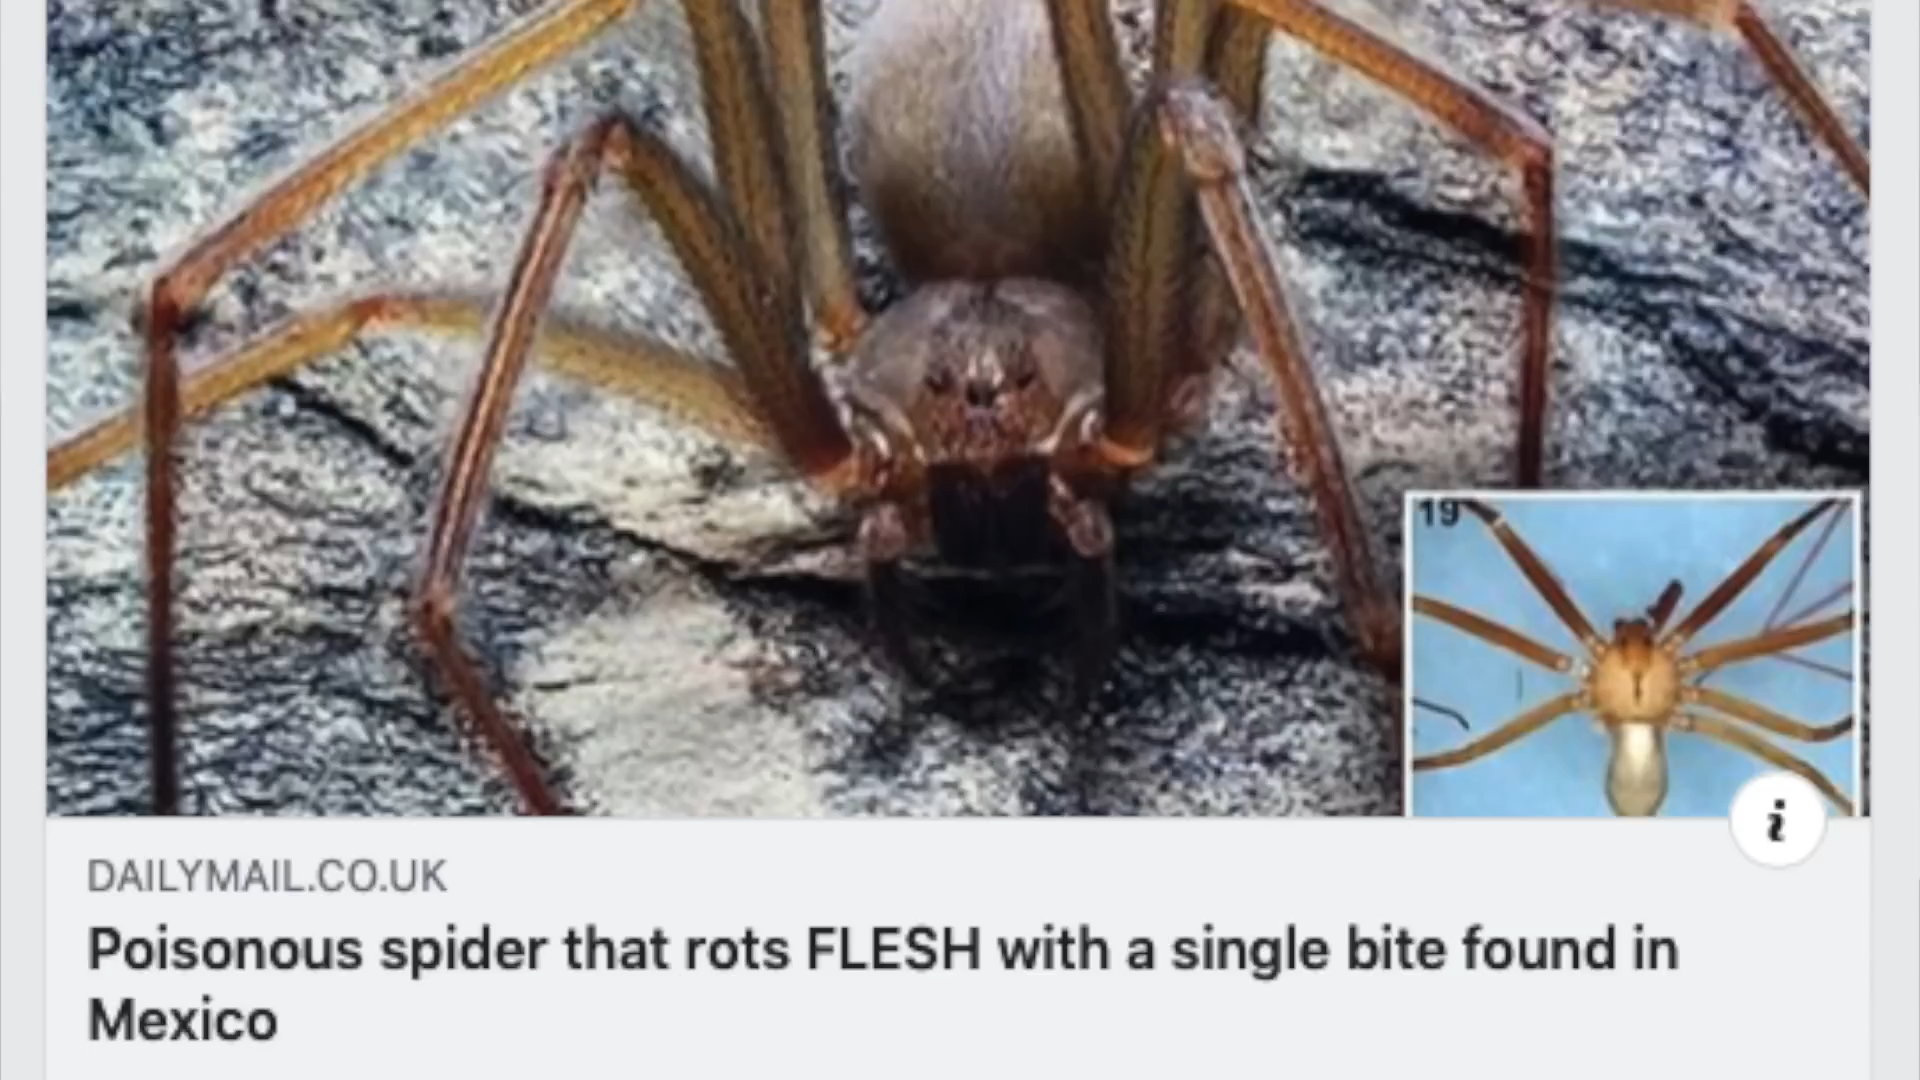 19
DAILYMAIL.CO.UK
Poisonous spider that rots FLESH with a single bite found in
Mexico